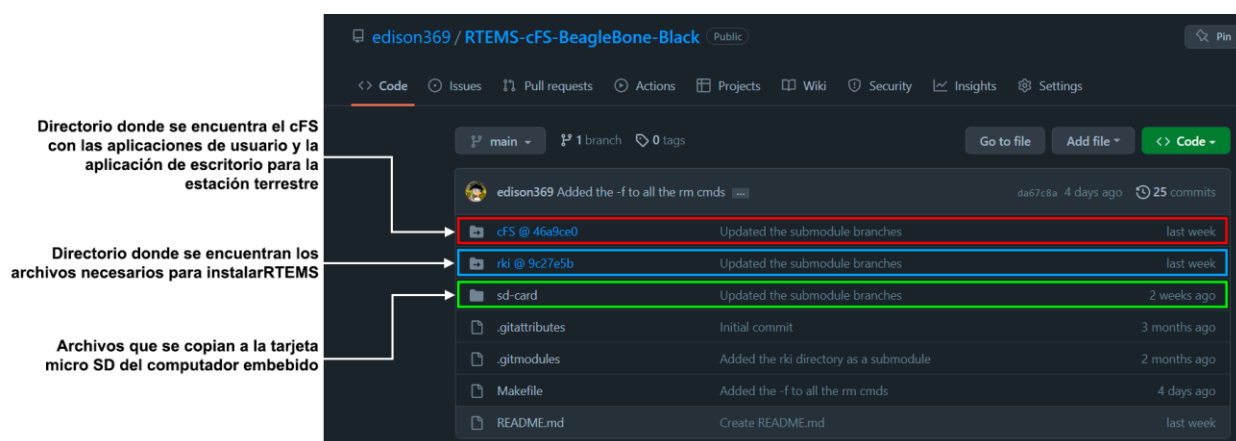 edison369 / RTEMS-cFS-BeagleBone-Black Public Pin
<> Code Issues Pull requests Actions Projects Wiki Security Insights Settings
main 1 branch 0 tags Go to file Add file <> Code
edison369 Added the -f to all the rm cmds ... da67c8a 4 days ago 25 commits
cFS @ 46a9ce0 Updated the submodule branches last week
rki @ 9c27e5b Updated the submodule branches last week
sd-card Updated the submodule branches 2 weeks ago
.gitattributes Initial commit 3 months ago
.gitmodules Added the rki directory as a submodule 2 months ago
Makefile Added the -f to all the rm cmds 4 days ago
README.md Create README.md last week
Directorio donde se encuentra el cFS
con las aplicaciones de usuario y la
aplicación de escritorio para la
estación terrestre
Directorio donde se encuentran los
archivos necesarios para instalarRTEMS
Archivos que se copian a la tarjeta
micro SD del computador embebido